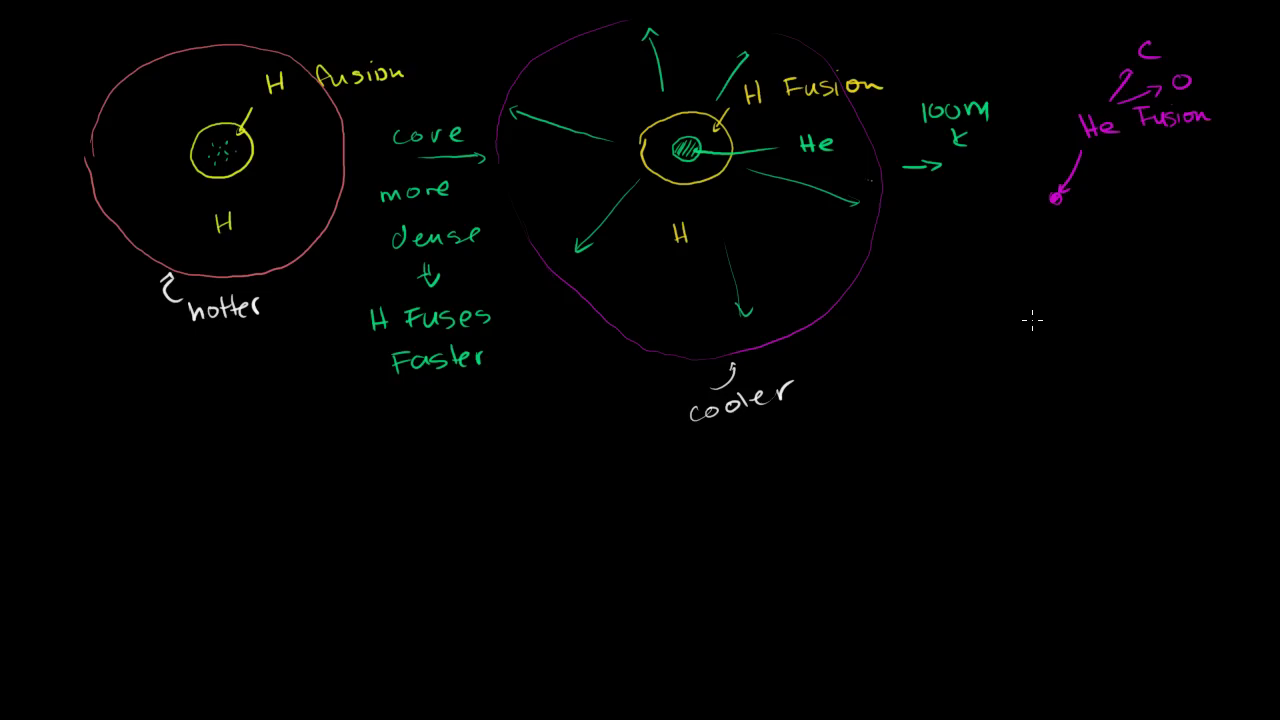 H fusion
H
hotter
core
more
dense
H Fuses
Faster
H Fusion
He
H
cooler
100M
K
C
O
He Fusion